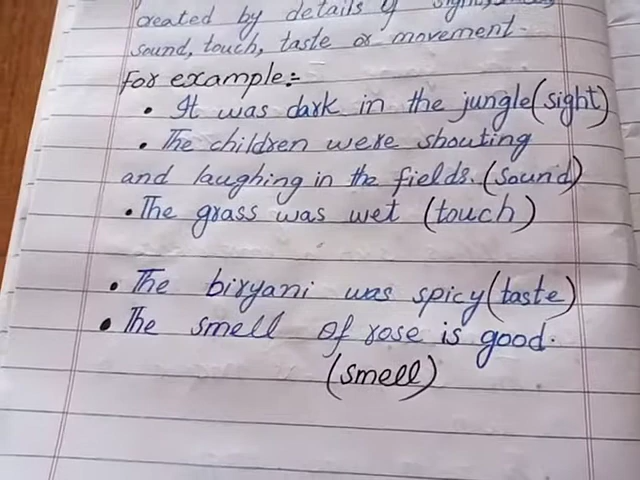 created by details of
sound, touch, taste or movement.
for example:=
• It was dark in the jungle(sight)
• The children were shouting
and laughing in the fields.(sound)
• The grass was wet (touch)
• The biryani was spicy(taste)
• The smell of rose is good.
(smell)